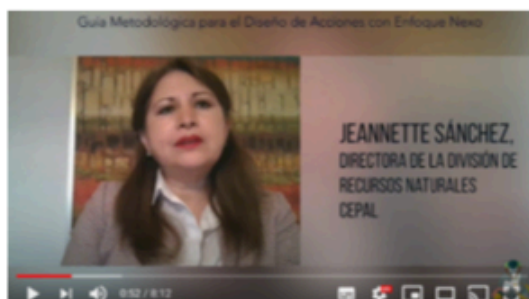 Guía Metodológica para el Diseño de Acciones con Enfoque Nexo
JEANNETTE SÁNCHEZ,
DIRECTORA DE LA DIVISIÓN DE
RECURSOS NATURALES
CEPAL
0:52 / 8:12